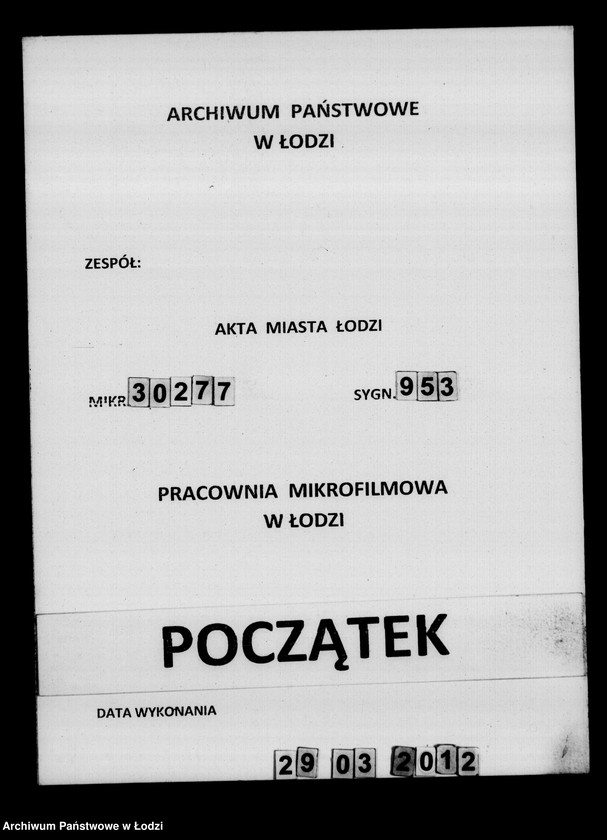 ARCHIWUM PAŃSTWOWE
W ŁODZI
ZESPÓŁ:
AKTA MIASTA ŁODZI
MIKR. 30277 SYGN. 953
PRACOWNIA MIKROFILMOWA
W ŁODZI
POCZĄTEK
DATA WYKONANIA
29 03 2012
Archiwum Państwowe w Łodzi